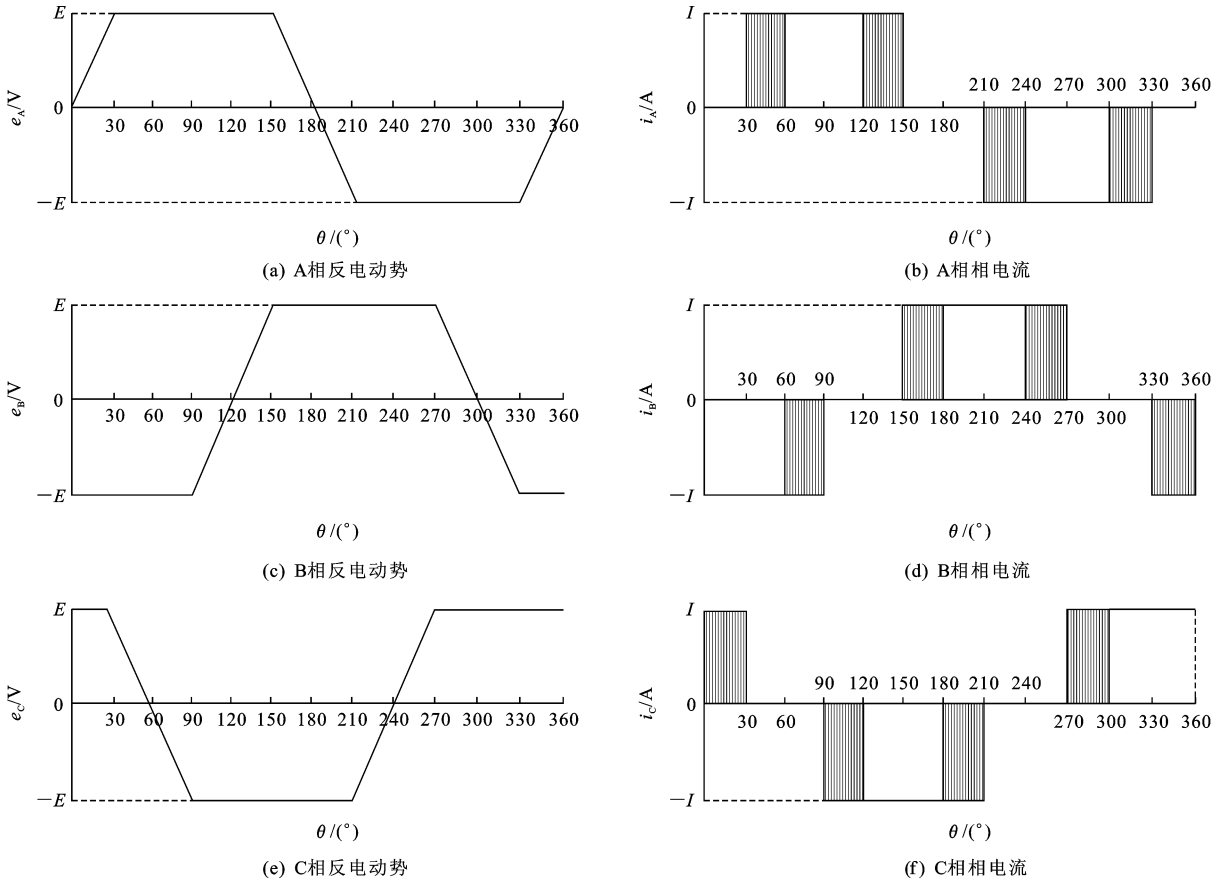 E
0
－E
e_A/V
30 60 90 120 150 180 210 240 270 300 330 360
θ/(°)
(a) A相反电动势
I
0
－I
i_A/A
210 240 270 300 330 360
30 60 90 120 150 180
θ/(°)
(b) A相相电流
E
0
－E
e_B/V
30 60 90 120 150 180 210 240 270 300 330 360
θ/(°)
(c) B相反电动势
I
0
－I
i_B/A
30 60 90 330 360
120 150 180 210 240 270 300
θ/(°)
(d) B相相电流
E
0
－E
e_C/V
30 60 90 120 150 180 210 240 270 300 330 360
θ/(°)
(e) C相反电动势
I
0
－I
i_C/A
90 120 150 180 210 240
30 60 270 300 330 360
θ/(°)
(f) C相相电流